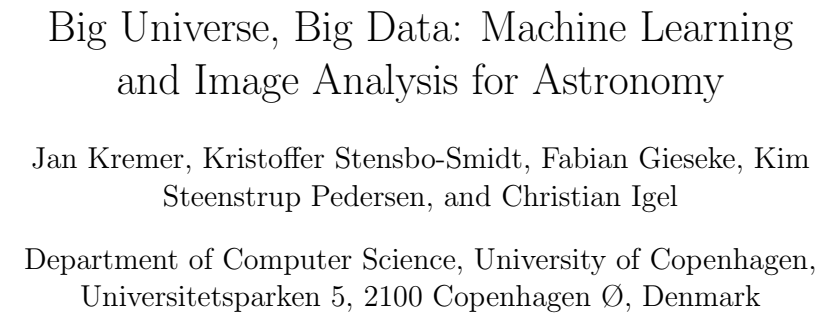 Big Universe, Big Data: Machine Learning
and Image Analysis for Astronomy
Jan Kremer, Kristoffer Stensbo-Smidt, Fabian Gieseke, Kim
Steenstrup Pedersen, and Christian Igel
Department of Computer Science, University of Copenhagen,
Universitetsparken 5, 2100 Copenhagen Ø, Denmark